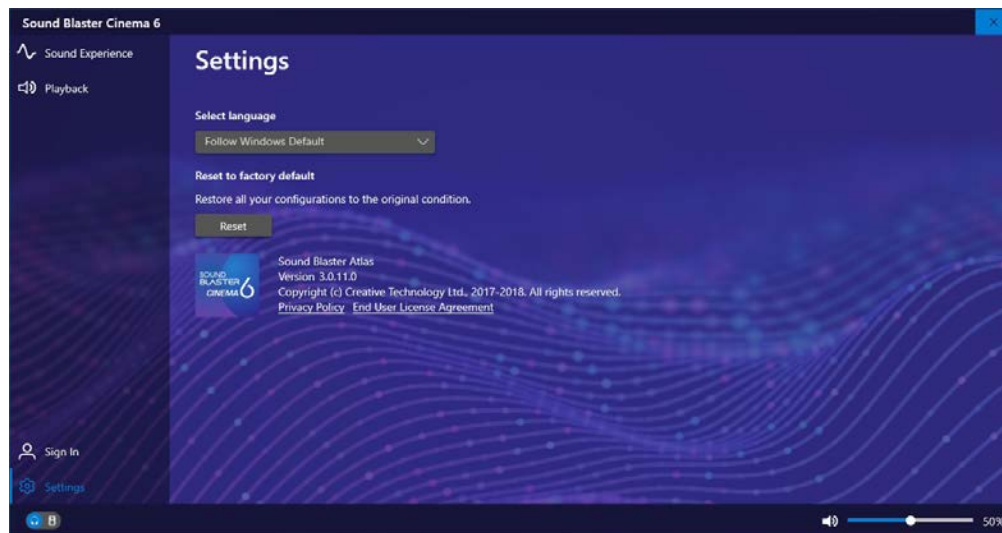 Sound Blaster Cinema 6
Sound Experience
Playback
Settings
Select language
Follow Windows Default
Reset to factory default
Restore all your configurations to the original condition.
Reset
SOUND
BLASTER
CINEMA 6
Sound Blaster Atlas
Version 3.0.11.0
Copyright (c) Creative Technology Ltd., 2017-2018. All rights reserved.
Privacy Policy End User License Agreement
Sign In
Settings
50%